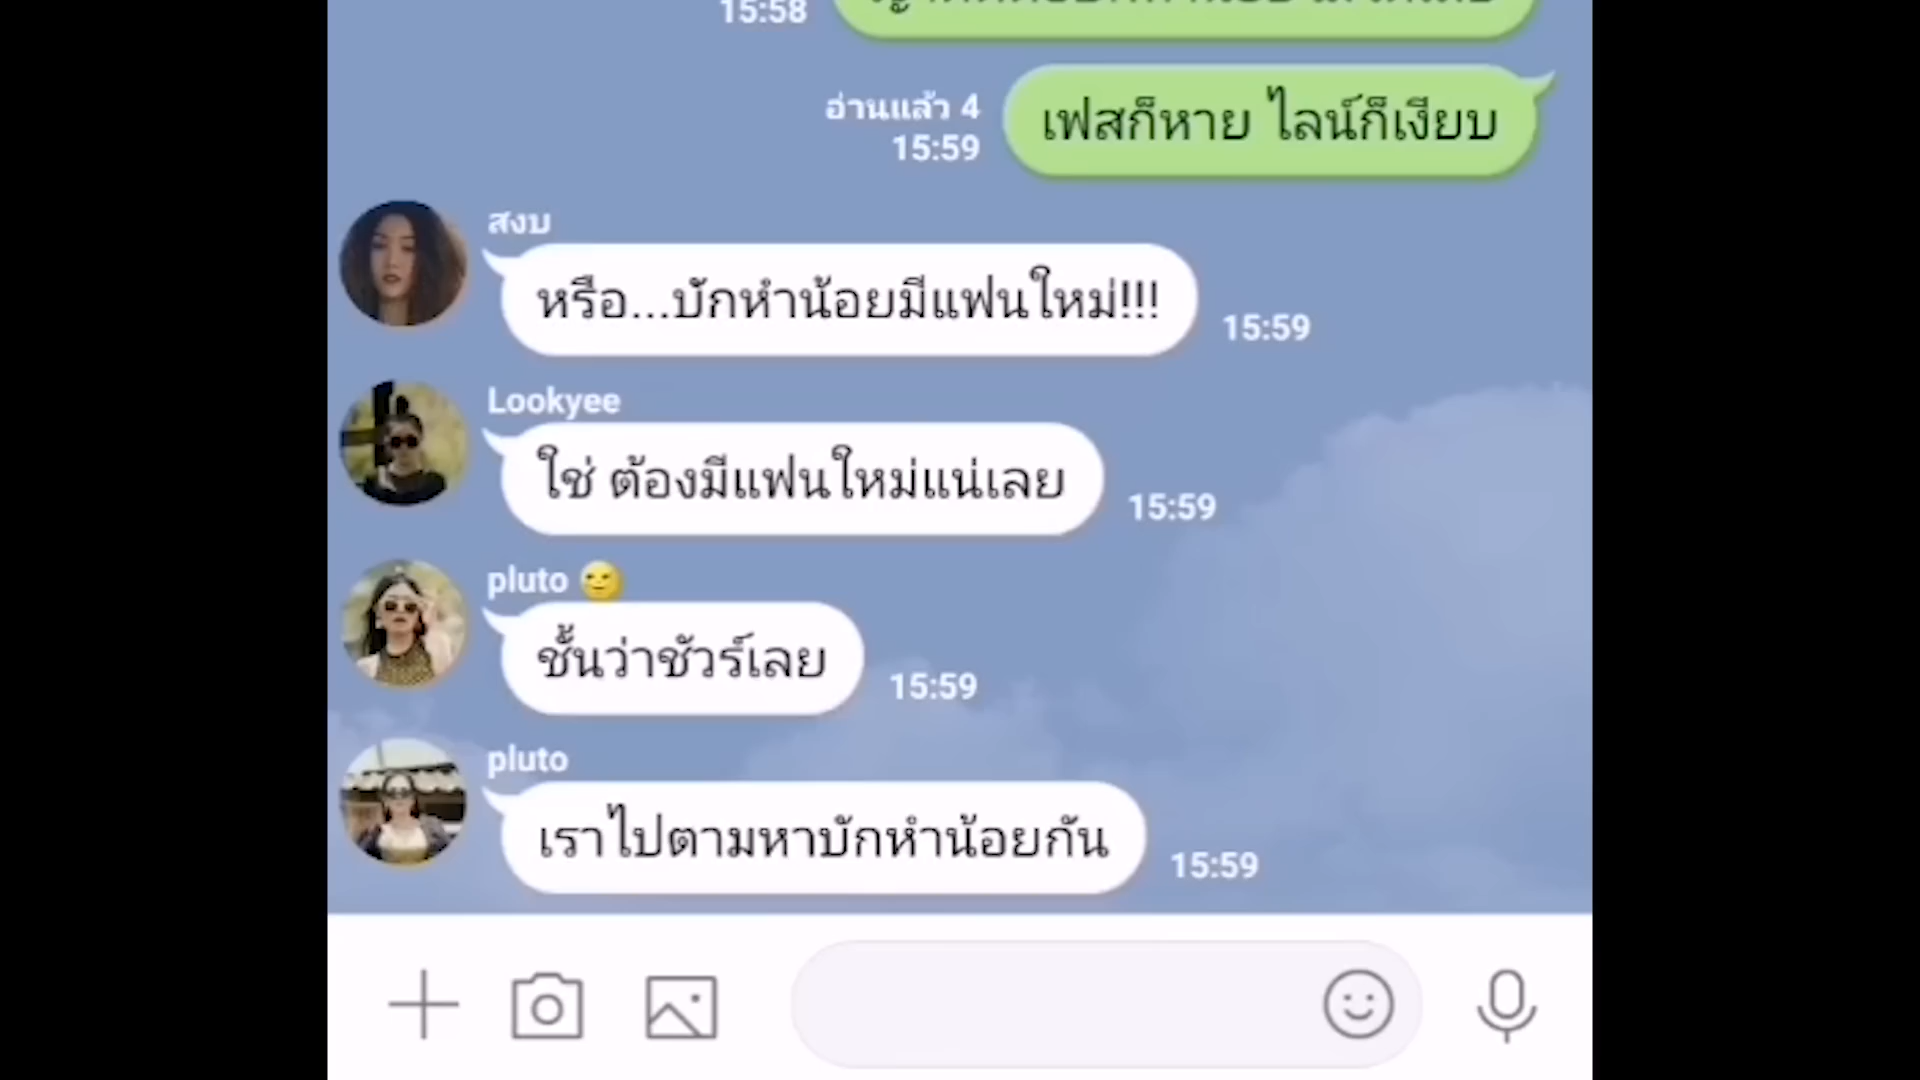 15:58
เฟสก็หาย ไลน์ก็เงียบ
อ่านแล้ว 4
15:59
สงบ
หรือ...บักหำน้อยมีแฟนใหม่!!!
15:59
Lookyee
ใช่ ต้องมีแฟนใหม่แน่เลย
15:59
pluto 😉
ชั้นว่าชัวร์เลย
15:59
pluto
เราไปตามหาบักหำน้อยกัน
15:59